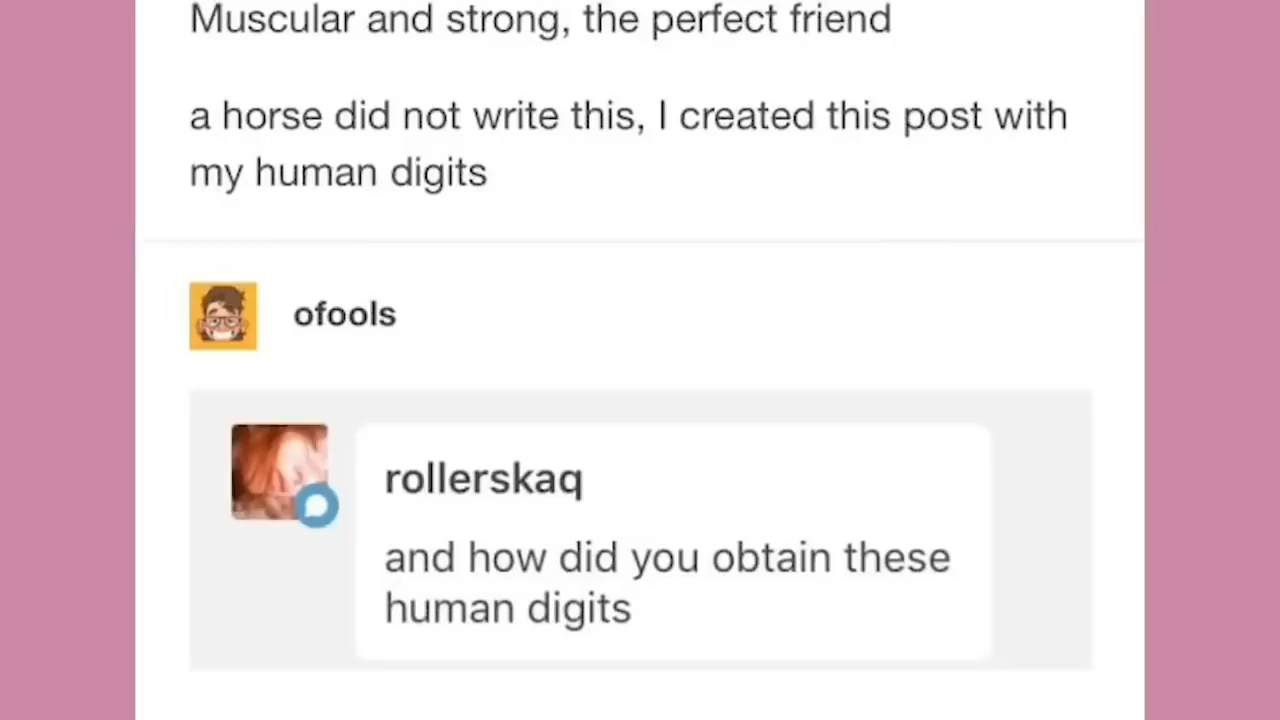 Muscular and strong, the perfect friend
a horse did not write this, I created this post with
my human digits
ofools
rollerskaq
and how did you obtain these
human digits